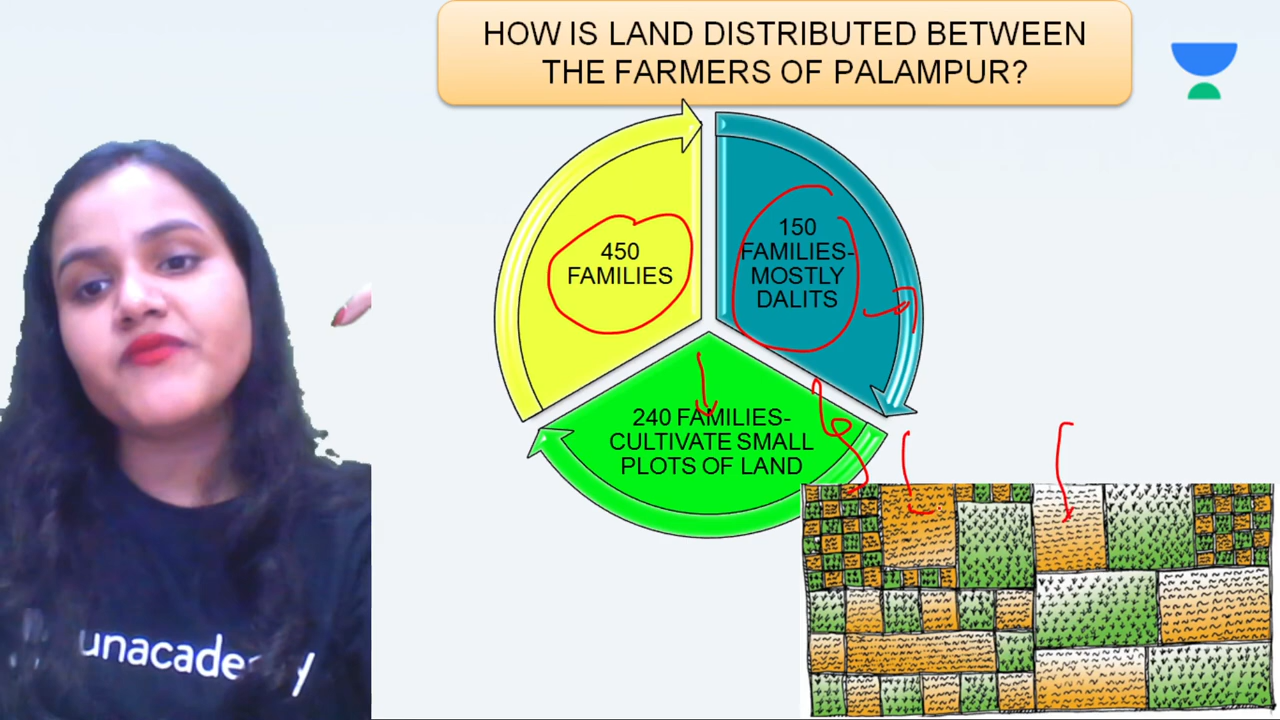 HOW IS LAND DISTRIBUTED BETWEEN
THE FARMERS OF PALAMPUR?
450
FAMILIES
150
FAMILIES-
MOSTLY
DALITS
240 FAMILIES-
CULTIVATE SMALL
PLOTS OF LAND
unacademy